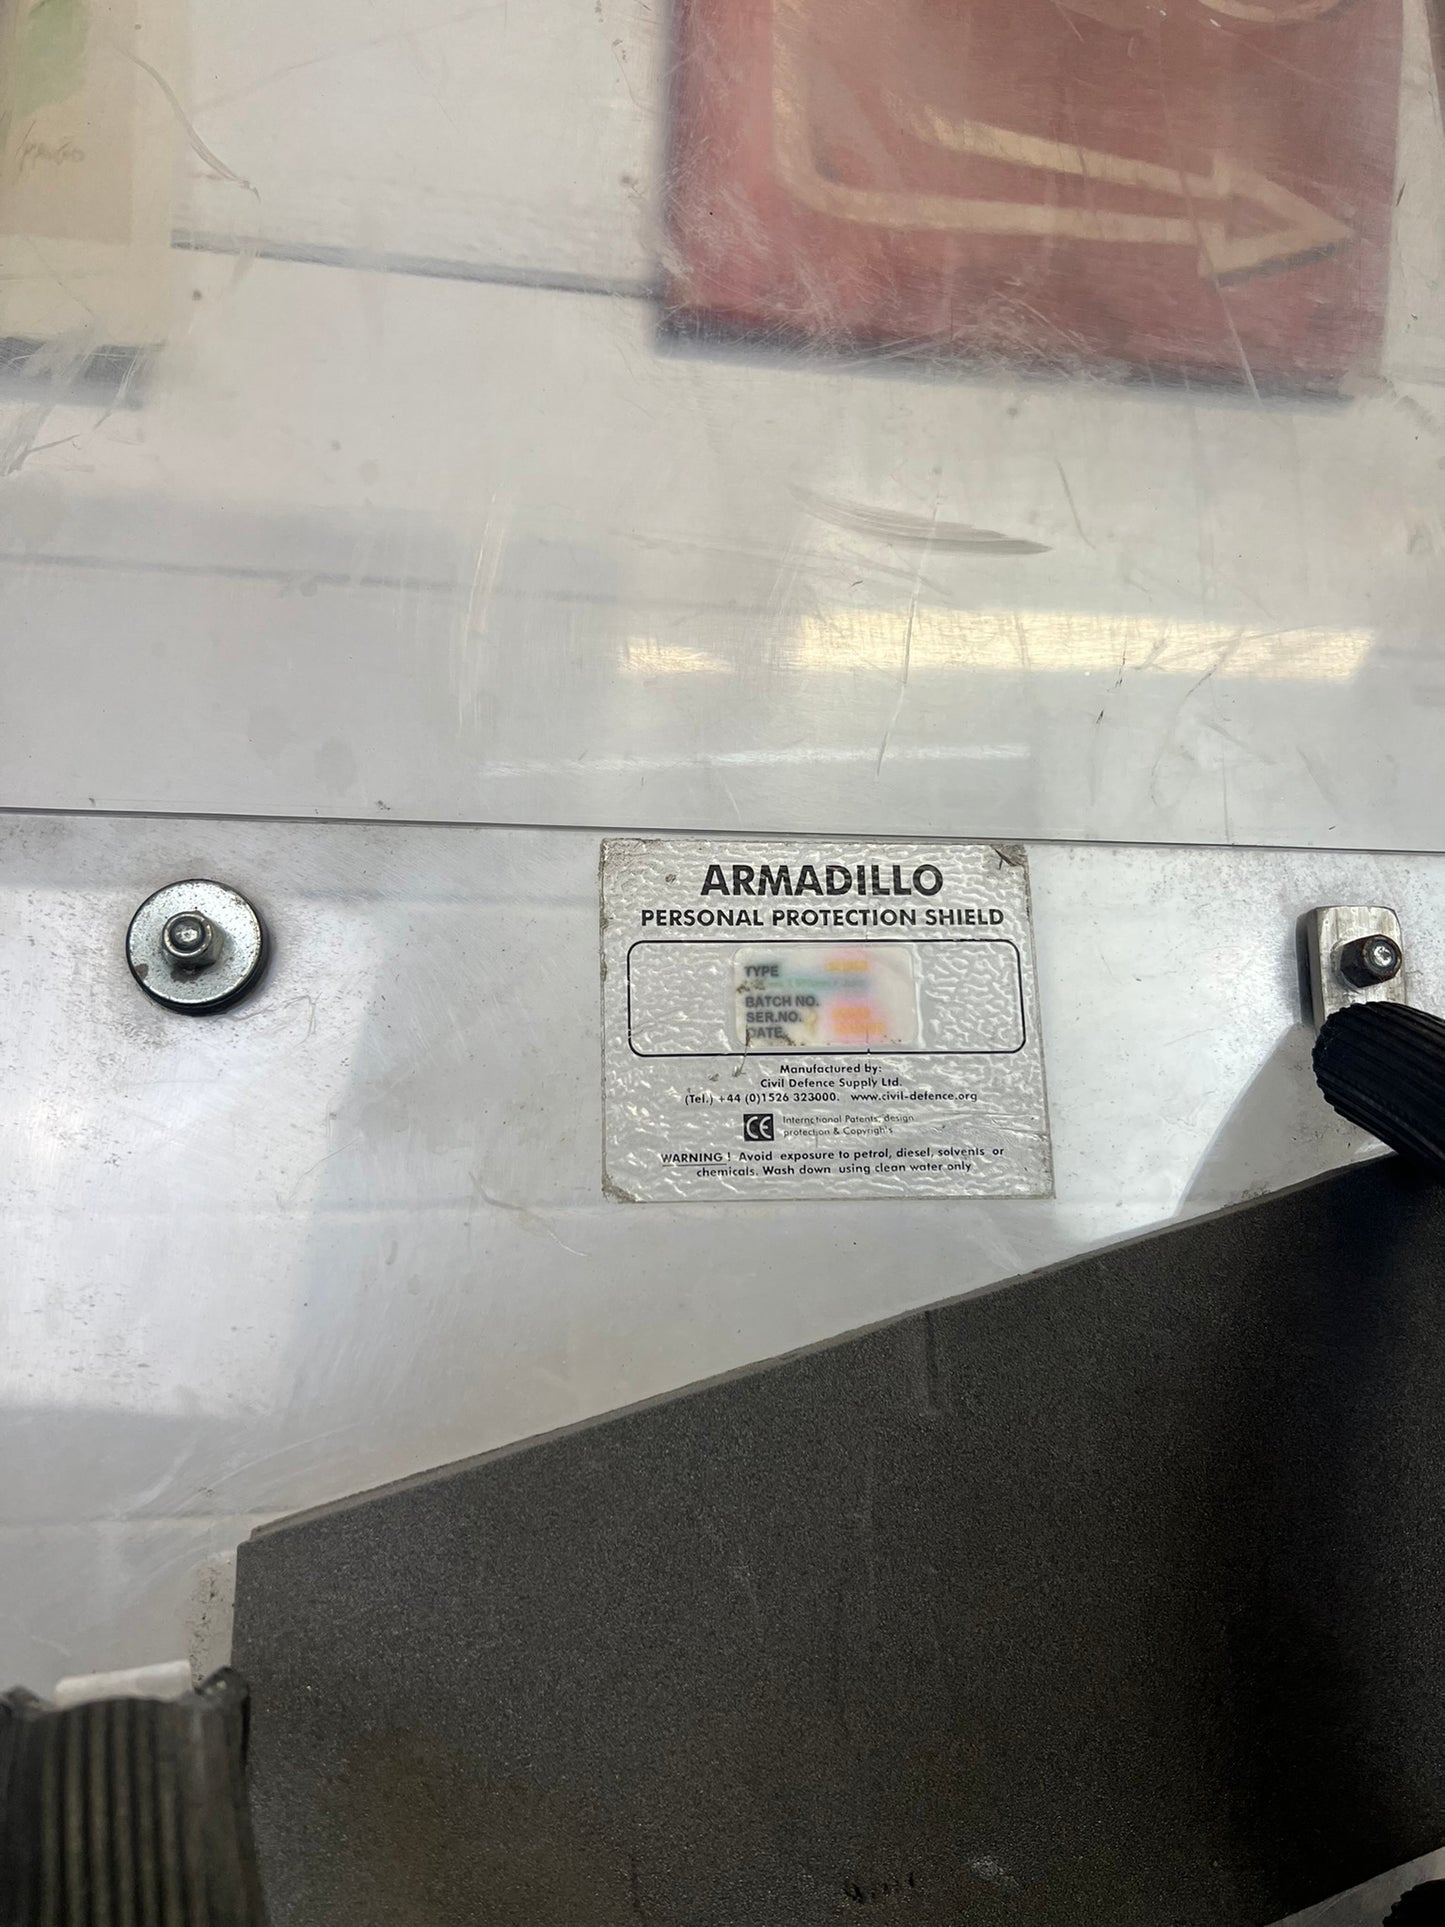 ARMADILLO
PERSONAL PROTECTION SHIELD
TYPE
BATCH NO.
SER.NO.
DATE
Manufactured by:
Civil Defence Supply Ltd.
(Tel.) +44 (0)1526 323000. www.civil-defence.org
CE International Patents, design
protection & Copyrights
WARNING! Avoid exposure to petrol, diesel, solvents or
chemicals. Wash down using clean water only